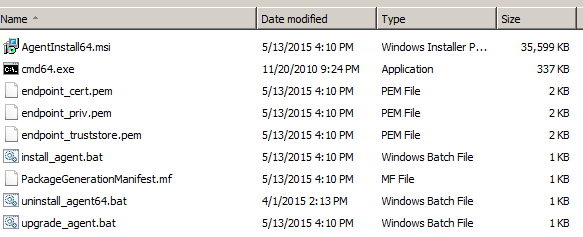 Name Date modified Type Size
AgentInstall64.msi 5/13/2015 4:10 PM Windows Installer P... 35,599 KB
cmd64.exe 11/20/2010 9:24 PM Application 337 KB
endpoint_cert.pem 5/13/2015 4:10 PM PEM File 2 KB
endpoint_priv.pem 5/13/2015 4:10 PM PEM File 2 KB
endpoint_truststore.pem 5/13/2015 4:10 PM PEM File 2 KB
install_agent.bat 5/13/2015 4:10 PM Windows Batch File 1 KB
PackageGenerationManifest.mf 5/13/2015 4:10 PM MF File 1 KB
uninstall_agent64.bat 4/1/2015 2:13 PM Windows Batch File 1 KB
upgrade_agent.bat 5/13/2015 4:10 PM Windows Batch File 1 KB